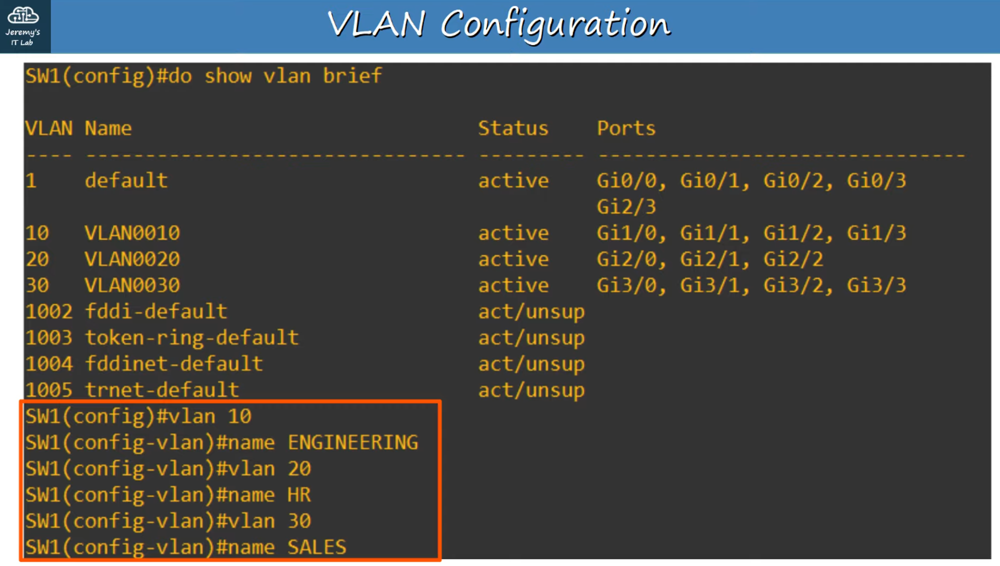 Jeremy's
IT Lab
VLAN Configuration
SW1(config)#do show vlan brief
VLAN Name Status Ports
---- -------------------------------- --------- -------------------------------
1 default active Gi0/0, Gi0/1, Gi0/2, Gi0/3
Gi2/3
10 VLAN0010 active Gi1/0, Gi1/1, Gi1/2, Gi1/3
20 VLAN0020 active Gi2/0, Gi2/1, Gi2/2
30 VLAN0030 active Gi3/0, Gi3/1, Gi3/2, Gi3/3
1002 fddi-default act/unsup
1003 token-ring-default act/unsup
1004 fddinet-default act/unsup
1005 trnet-default act/unsup
SW1(config)#vlan 10
SW1(config-vlan)#name ENGINEERING
SW1(config-vlan)#vlan 20
SW1(config-vlan)#name HR
SW1(config-vlan)#vlan 30
SW1(config-vlan)#name SALES